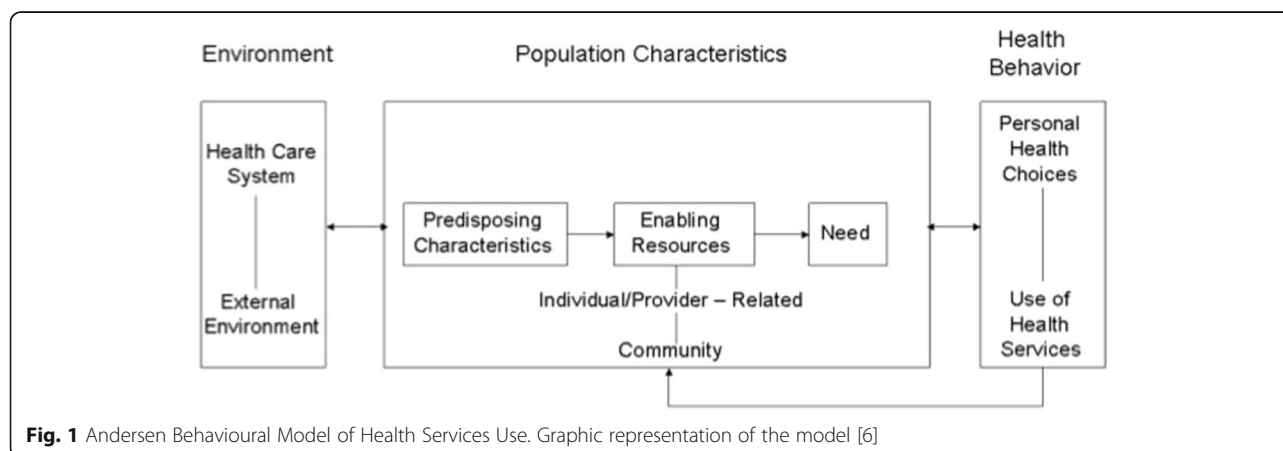 Environment
Population Characteristics
Health
Behavior
Health Care
System
External
Environment
Predisposing
Characteristics
Enabling
Resources
Need
Individual/Provider – Related
Community
Personal
Health
Choices
Use of
Health
Services
Fig. 1 Andersen Behavioural Model of Health Services Use. Graphic representation of the model [6]